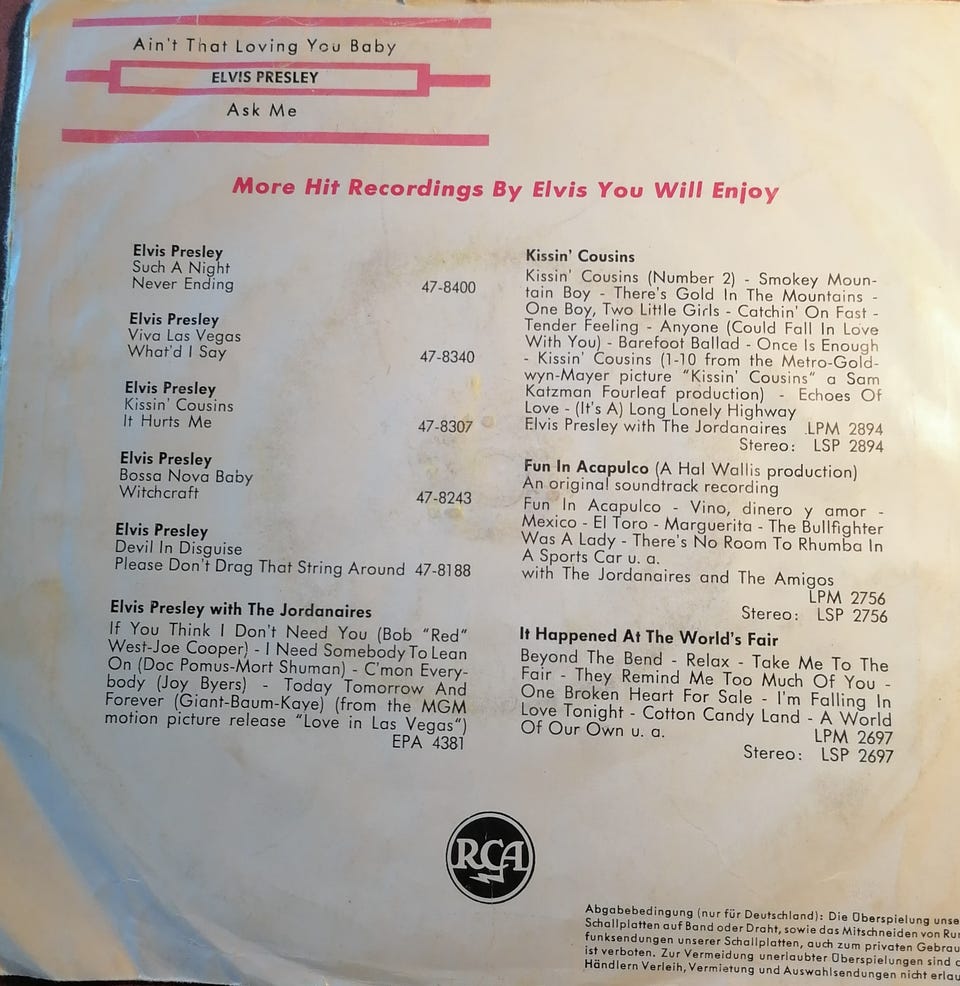 Ain't That Loving You Baby
ELVIS PRESLEY
Ask Me
More Hit Recordings By Elvis You Will Enjoy
Elvis Presley
Such A Night
Never Ending 47-8400
Elvis Presley
Viva Las Vegas
What'd I Say 47-8340
Elvis Presley
Kissin' Cousins
It Hurts Me 47-8307
Elvis Presley
Bossa Nova Baby
Witchcraft 47-8243
Elvis Presley
Devil In Disguise
Please Don't Drag That String Around 47-8188
Elvis Presley with The Jordanaires
If You Think I Don't Need You (Bob "Red"
West-Joe Cooper) - I Need Somebody To Lean
On (Doc Pomus-Mort Shuman) - C'mon Every-
body (Joy Byers) - Today Tomorrow And
Forever (Giant-Baum-Kaye) (from the MGM
motion picture release "Love in Las Vegas")
EPA 4381
Kissin' Cousins
Kissin' Cousins (Number 2) - Smokey Moun-
tain Boy - There's Gold In The Mountains -
One Boy, Two Little Girls - Catchin' On Fast -
Tender Feeling - Anyone (Could Fall In Love
With You) - Barefoot Ballad - Once Is Enough
- Kissin' Cousins (1-10 from the Metro-Gold-
wyn-Mayer picture "Kissin' Cousins" a Sam
Katzman Fourleaf production) - Echoes Of
Love - (It's A) Long Lonely Highway
Elvis Presley with The Jordanaires LPM 2894
Stereo: LSP 2894
Fun In Acapulco (A Hal Wallis production)
An original soundtrack recording
Fun In Acapulco - Vino, dinero y amor -
Mexico - El Toro - Marguerita - The Bullfighter
Was A Lady - There's No Room To Rhumba In
A Sports Car u. a.
with The Jordanaires and The Amigos
LPM 2756
Stereo: LSP 2756
It Happened At The World's Fair
Beyond The Bend - Relax - Take Me To The
Fair - They Remind Me Too Much Of You -
One Broken Heart For Sale - I'm Falling In
Love Tonight - Cotton Candy Land - A World
Of Our Own u. a. LPM 2697
Stereo: LSP 2697
RCA
Abgabebedingung (nur für Deutschland): Die Überspielung unse
Schallplatten auf Band oder Draht, sowie das Mitschneiden von Ru
funksendungen unserer Schallplatten, auch zum privaten Gebrau
ist verboten. Zur Vermeidung unerlaubter Überspielungen sind
Händlern Verleih, Vermietung und Auswahlsendungen nicht erlau